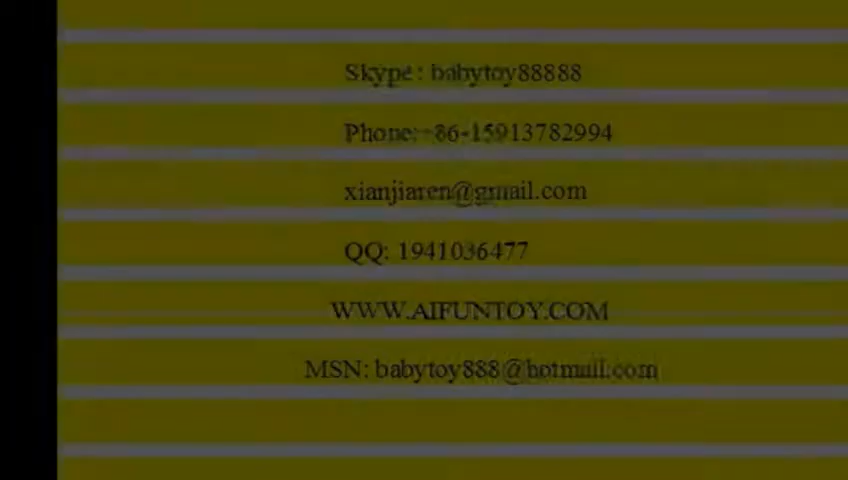 Skype: babytoy88888
Phone:+86-15913782994
xianjiaren@gmail.com
QQ: 1941036477
WWW.AIFUNTOY.COM
MSN: babytoy888@hotmail.com